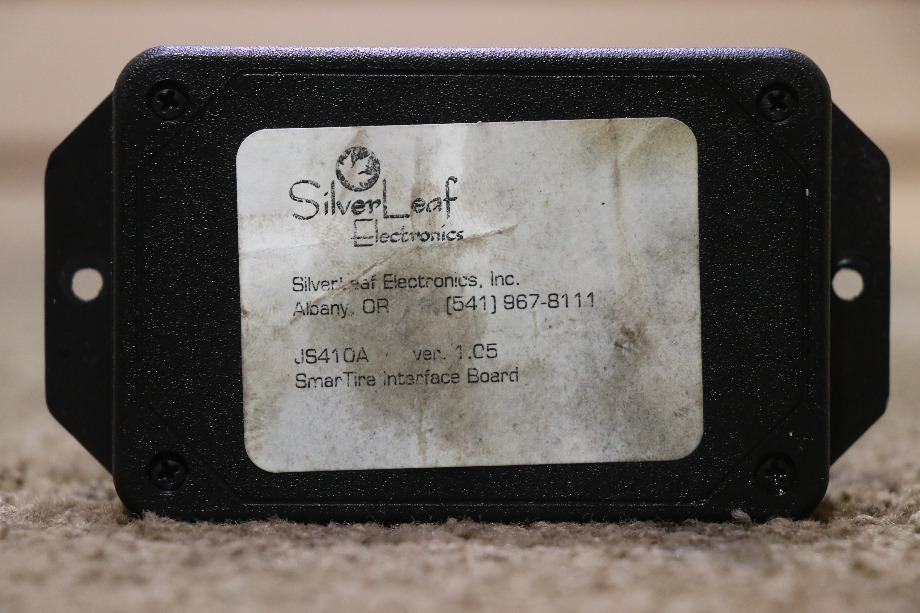 SilverLeaf
Electronics
SilverLeaf Electronics, Inc.
Albany, OR (541) 967-8111
JS410A ver. 1.05
SmarTire Interface Board